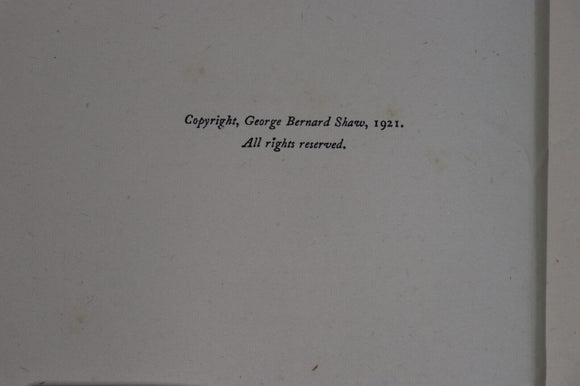 Copyright, George Bernard Shaw, 1921.
All rights reserved.